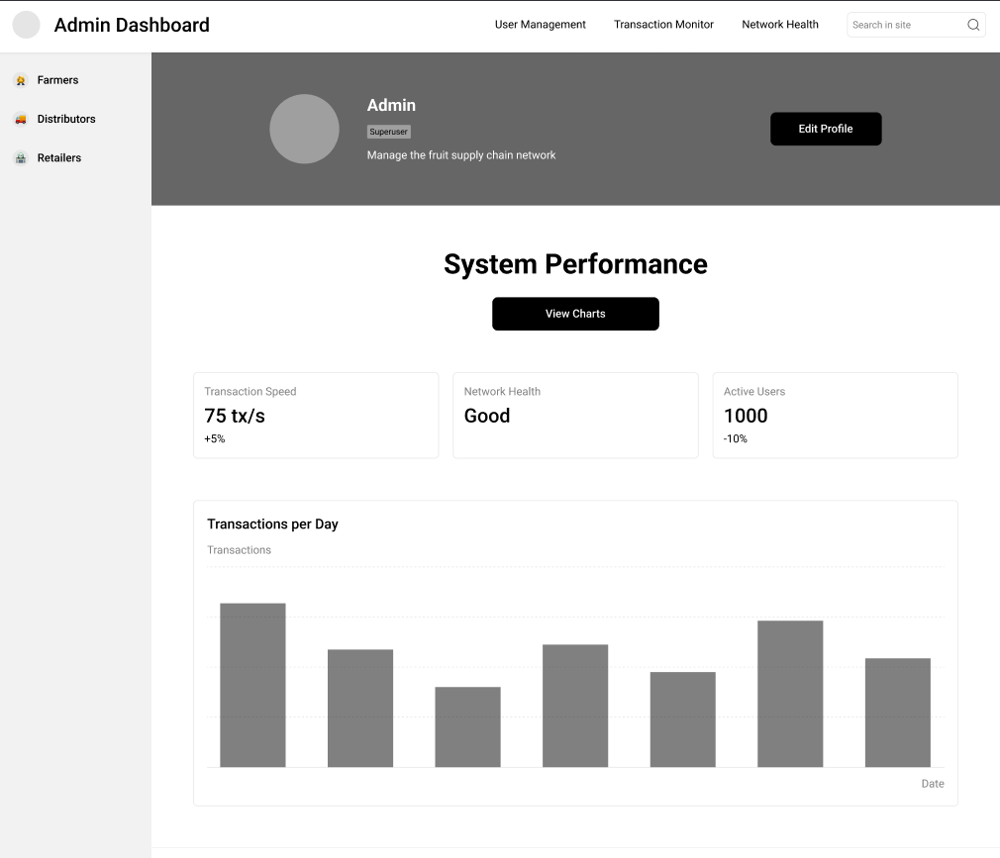 Admin Dashboard
User Management
Transaction Monitor
Network Health
Search in site
Farmers
Distributors
Retailers
Admin
Superuser
Manage the fruit supply chain network
Edit Profile
System Performance
View Charts
Transaction Speed
75 tx/s
+5%
Network Health
Good
Active Users
1000
-10%
Transactions per Day
Transactions
Date